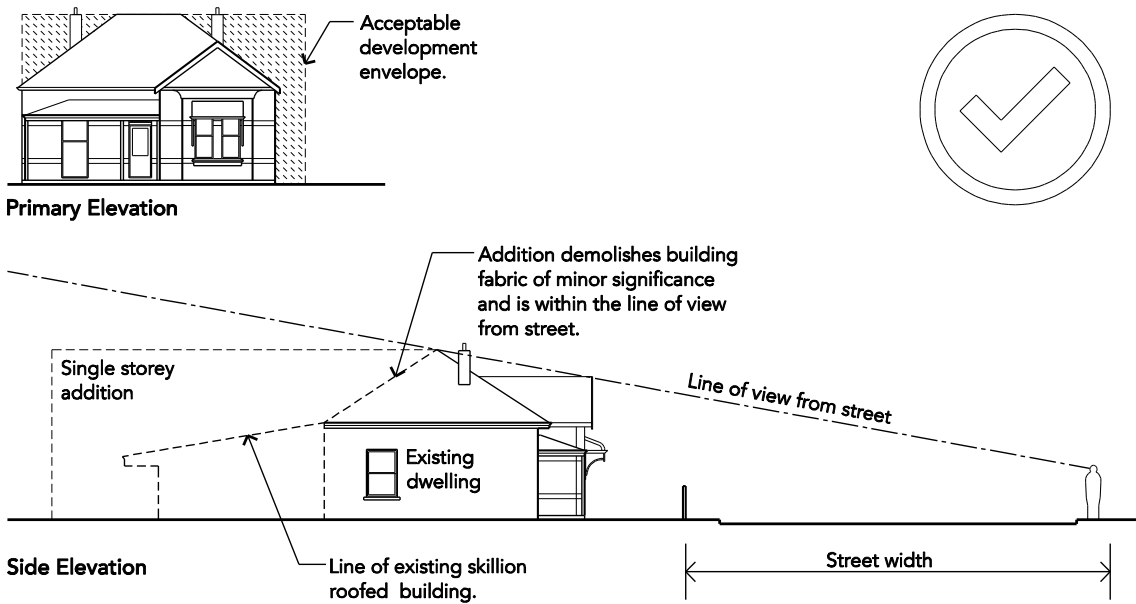 Acceptable
development
envelope.
Primary Elevation
Addition demolishes building
fabric of minor significance
and is within the line of view
from street.
Single storey
addition
Line of view from street
Existing
dwelling
Side Elevation
Line of existing skillion
roofed building.
Street width